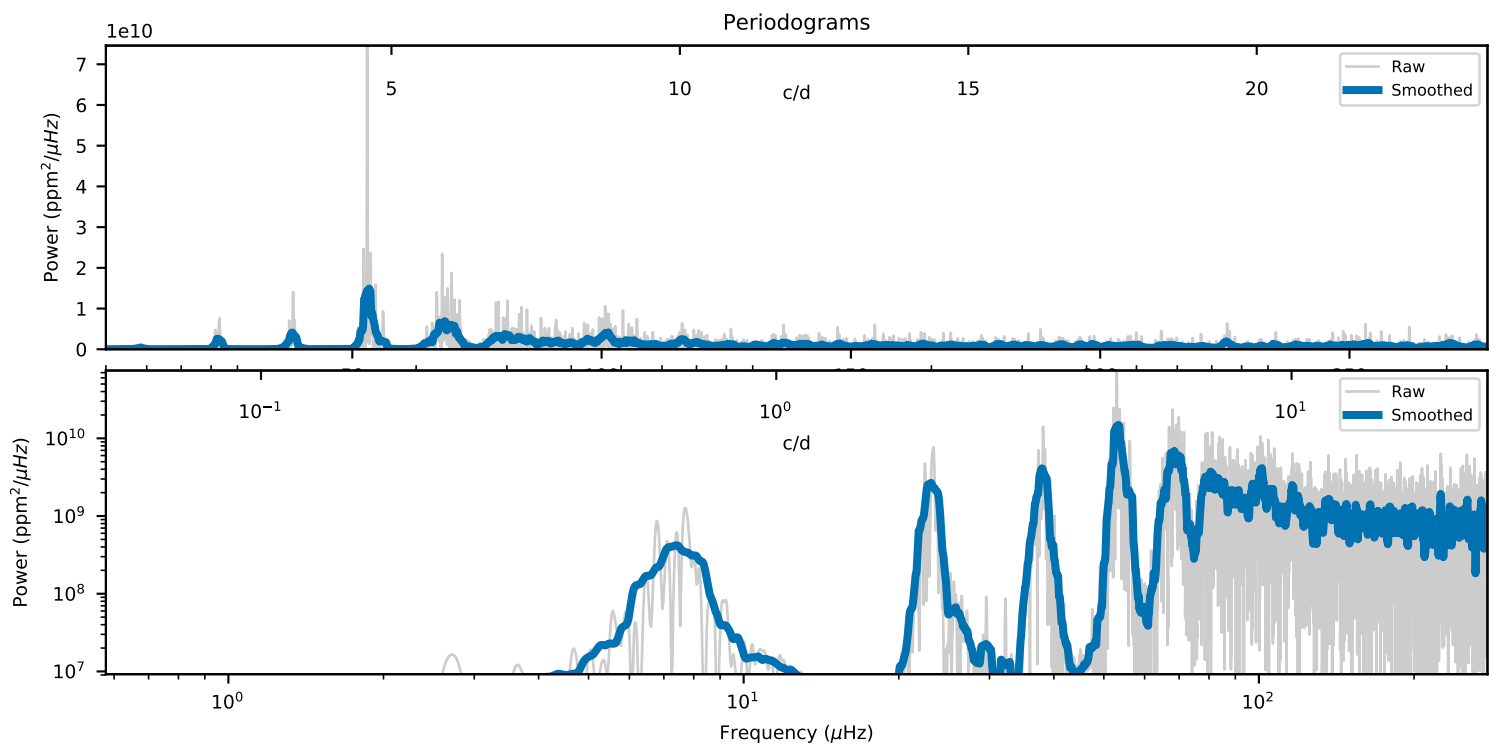 Periodograms
1e10
7
6
5
4
3
2
1
0
Power (ppm²/μHz)
5 10 15 20
c/d
Raw
Smoothed
10⁻¹ 10⁰ 10¹
c/d
Raw
Smoothed
10¹⁰
10⁹
10⁸
10⁷
Power (ppm²/μHz)
10⁰ 10¹ 10²
Frequency (μHz)